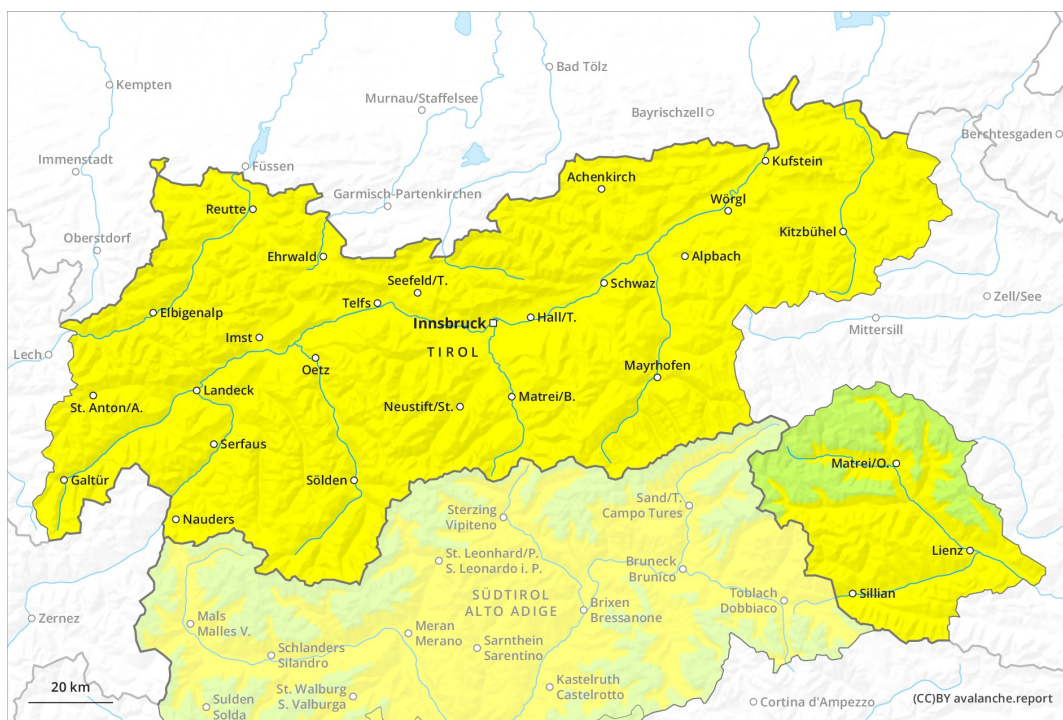 Kempten
Bad Tölz
Murnau/Staffelsee
Bayrischzell
Berchtesgaden
Immenstadt
Füssen
Kufstein
Achenkirch
Garmisch-Partenkirchen
Wörgl
Reutte
Oberstdorf
Kitzbühel
Ehrwald
Alpbach
Seefeld/T.
Schwaz
Zell/See
Telfs
Elbigenalp
Hall/T.
Innsbruck
Mittersill
Imst
TIROL
Lech
Oetz
Mayrhofen
Landeck
St. Anton/A.
Neustift/St.
Matrei/B.
Serfaus
Matrei/O.
Galtür
Sölden
Sand/T.
Campo Tures
Sterzing
Vipiteno
Nauders
Lienz
St. Leonhard/P.
S. Leonardo i. P.
Bruneck
Brunico
SÜDTIROL
ALTO ADIGE
Sillian
Toblach
Dobbiaco
Brixen
Bressanone
Zernez
Mals
Malles V.
Meran
Merano
Sarnthein
Sarentino
Schlanders
Silandro
Kastelruth
Castelrotto
20 km
St. Walburg
S. Valburga
Sulden
Solda
Cortina d'Ampezzo
(CC)BY avalanche.report